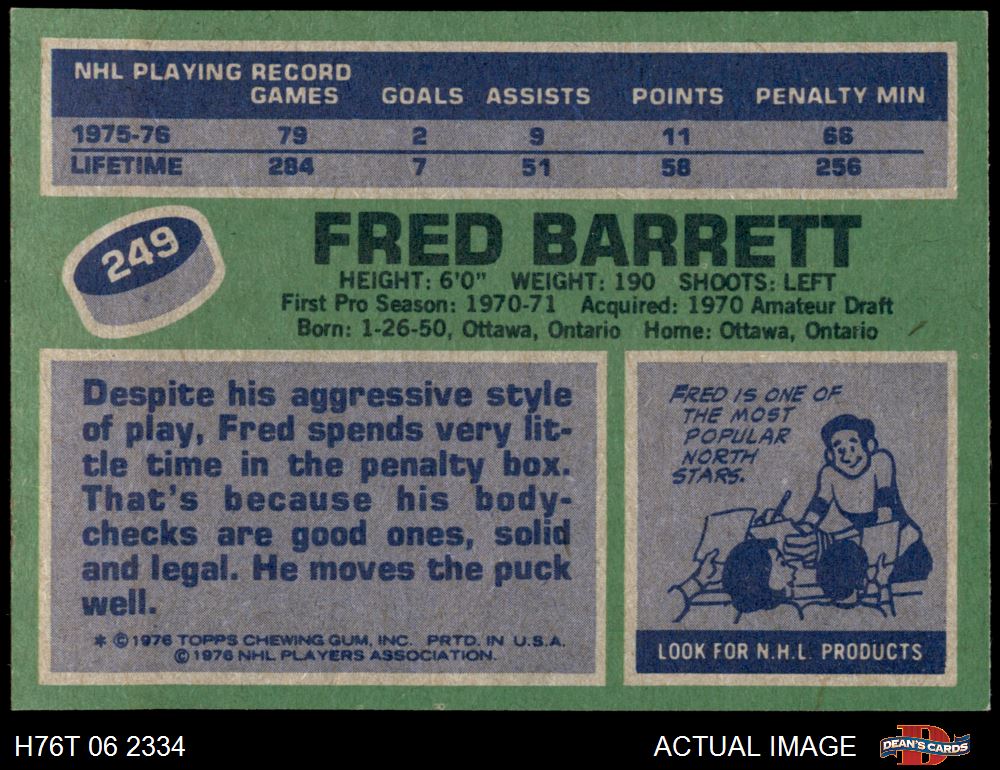 NHL PLAYING RECORD
GAMES GOALS ASSISTS POINTS PENALTY MIN
1975-76 79 2 9 11 66
LIFETIME 284 7 51 58 256
249
FRED BARRETT
HEIGHT: 6'0" WEIGHT: 190 SHOOTS: LEFT
First Pro Season: 1970-71 Acquired: 1970 Amateur Draft
Born: 1-26-50, Ottawa, Ontario Home: Ottawa, Ontario
Despite his aggressive style
of play, Fred spends very lit-
tle time in the penalty box.
That's because his body-
checks are good ones, solid
and legal. He moves the puck
well.
* © 1976 TOPPS CHEWING GUM, INC. PRTD. IN U.S.A.
© 1976 NHL PLAYERS ASSOCIATION.
FRED IS ONE OF
THE MOST
POPULAR
NORTH
STARS.
LOOK FOR N.H.L. PRODUCTS
H76T 06 2334 ACTUAL IMAGE D DEAN'S CARDS